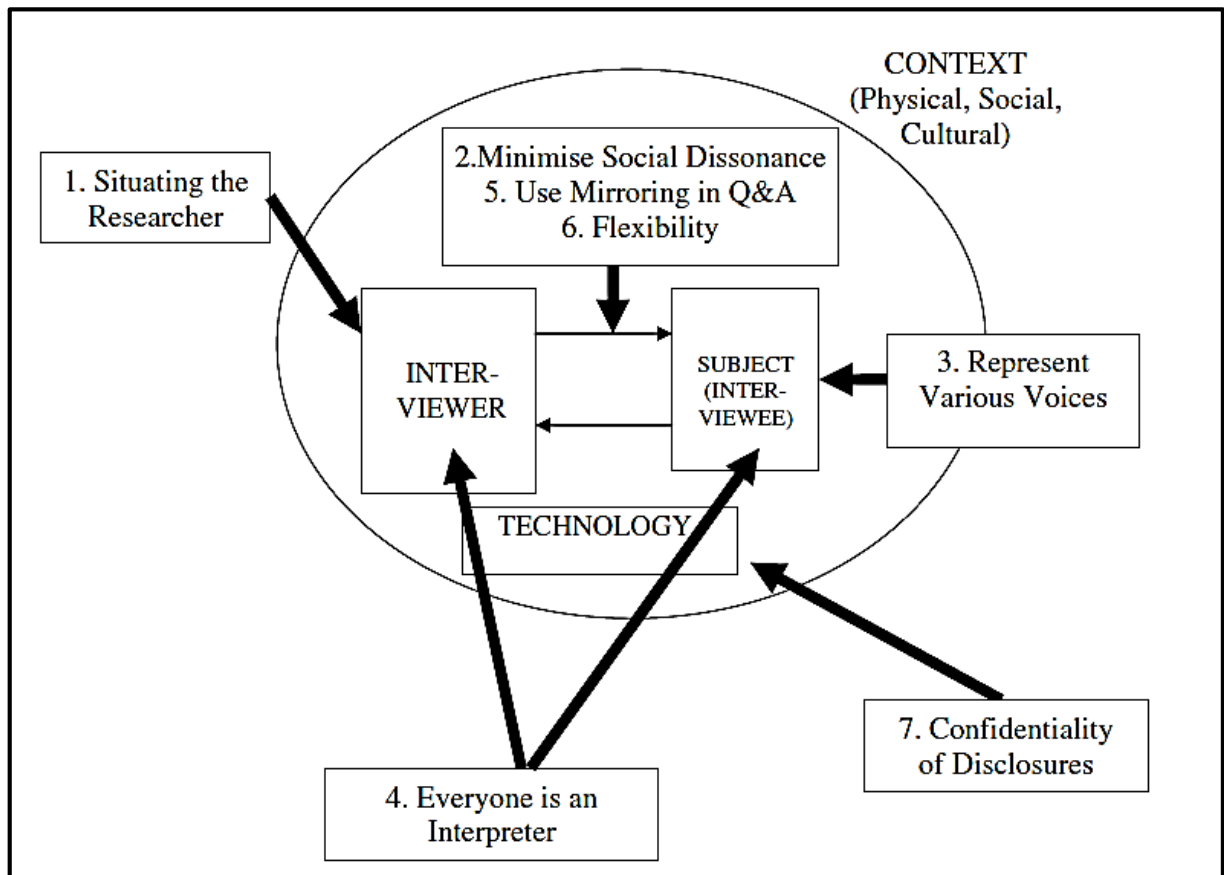 CONTEXT
(Physical, Social,
Cultural)
1. Situating the
Researcher
2.Minimise Social Dissonance
5. Use Mirroring in Q&A
6. Flexibility
INTER-
VIEWER
SUBJECT
(INTER-
VIEWEE)
3. Represent
Various Voices
TECHNOLOGY
7. Confidentiality
of Disclosures
4. Everyone is an
Interpreter